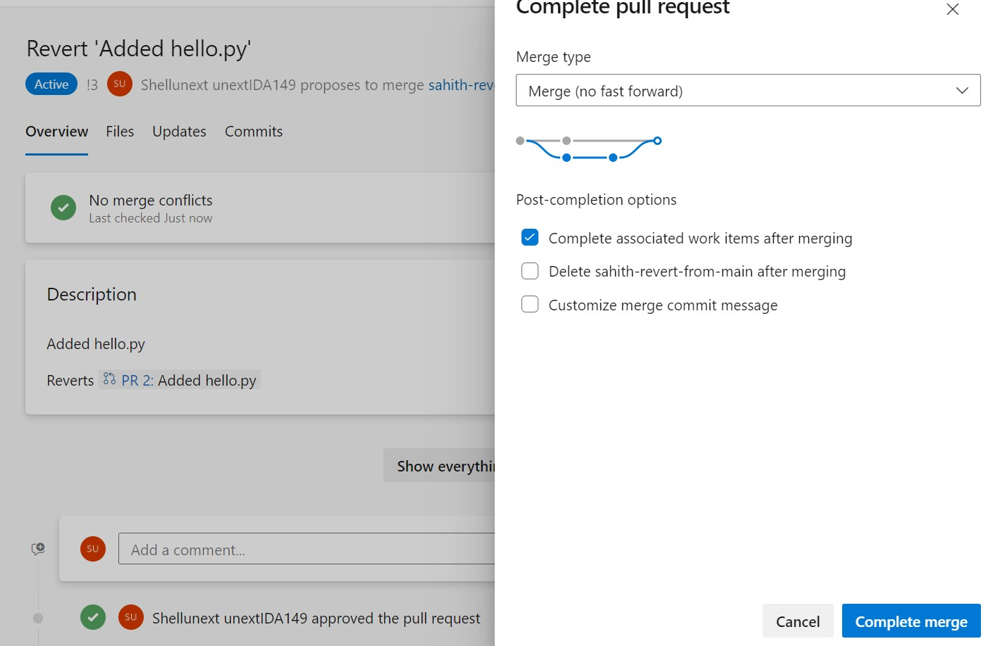 Revert 'Added hello.py'
Active !3 SU Shellunext unextIDA149 proposes to merge sahith-rev
Overview Files Updates Commits
No merge conflicts
Last checked Just now
Description
Added hello.py
Reverts PR 2: Added hello.py
Show everythin
SU Add a comment...
SU Shellunext unextIDA149 approved the pull request
Complete pull request
Merge type
Merge (no fast forward)
Post-completion options
Complete associated work items after merging
Delete sahith-revert-from-main after merging
Customize merge commit message
Cancel Complete merge